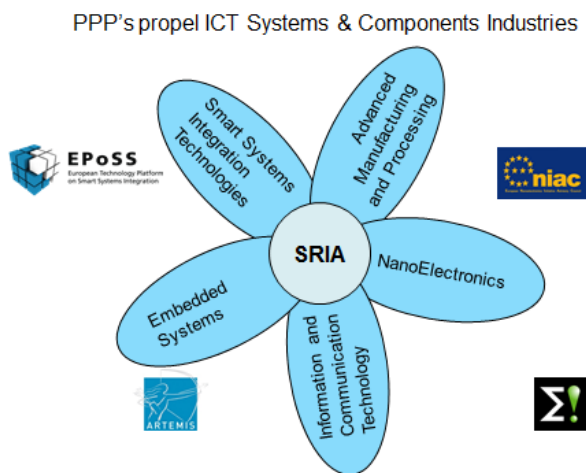 PPP's propel ICT Systems & Components Industries
Smart Systems
Integration
Technologies
Advanced
Manufacturing
and Processing
EPoSS
European Technology Platform
on Smart Systems Integration
niac
SRIA
NanoElectronics
Embedded
Systems
Information and
Communication
Technology
ARTEMIS
Σ!